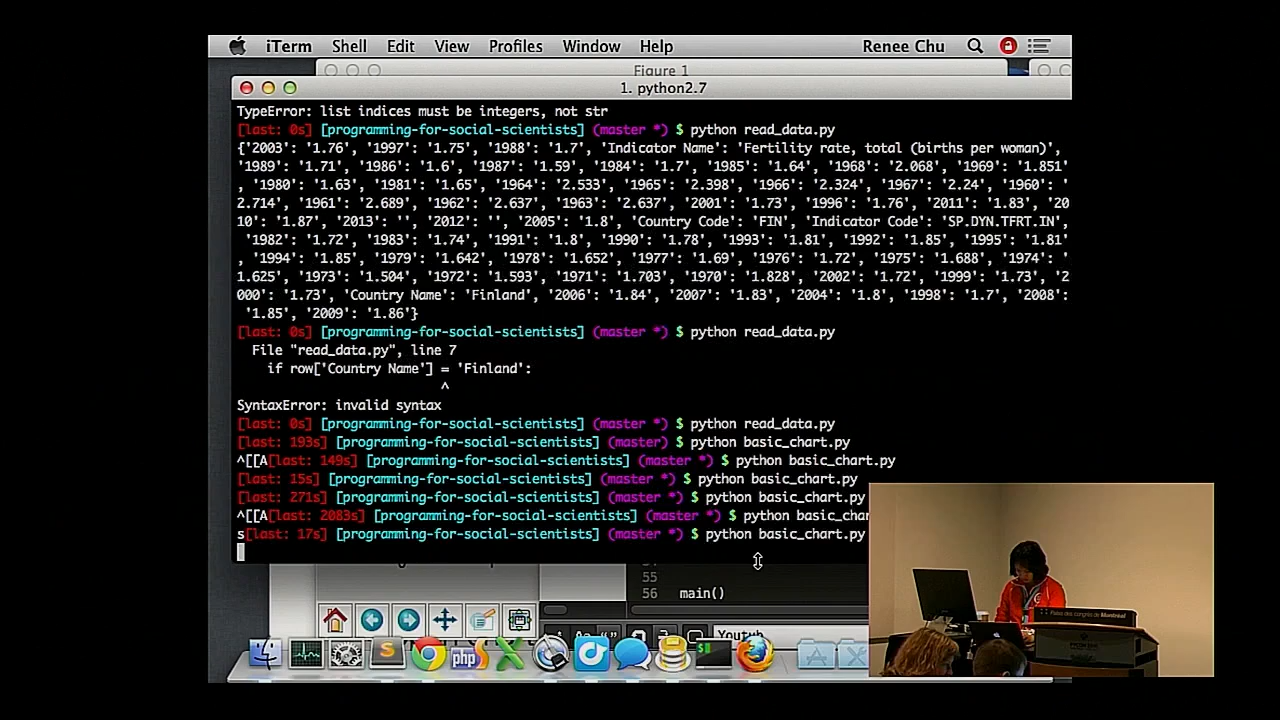 iTerm Shell Edit View Profiles Window Help Renee Chu
Figure 1
1. python2.7
TypeError: list indices must be integers, not str
[last: 0s] [programming-for-social-scientists] (master *) $ python read_data.py
{'2003': '1.76', '1997': '1.75', '1988': '1.7', 'Indicator Name': 'Fertility rate, total (births per woman)',
'1989': '1.71', '1986': '1.6', '1987': '1.59', '1984': '1.7', '1985': '1.64', '1968': '2.068', '1969': '1.851'
, '1980': '1.63', '1981': '1.65', '1964': '2.533', '1965': '2.398', '1966': '2.324', '1967': '2.24', '1960': '
2.714', '1961': '2.689', '1962': '2.637', '1963': '2.637', '2001': '1.73', '1996': '1.76', '2011': '1.83', '20
10': '1.87', '2013': '', '2012': '', '2005': '1.8', 'Country Code': 'FIN', 'Indicator Code': 'SP.DYN.TFRT.IN',
'1982': '1.72', '1983': '1.74', '1991': '1.8', '1990': '1.78', '1993': '1.81', '1992': '1.85', '1995': '1.81'
, '1994': '1.85', '1979': '1.642', '1978': '1.652', '1977': '1.69', '1976': '1.72', '1975': '1.688', '1974': '
1.625', '1973': '1.504', '1972': '1.593', '1971': '1.703', '1970': '1.828', '2002': '1.72', '1999': '1.73', '2
000': '1.73', 'Country Name': 'Finland', '2006': '1.84', '2007': '1.83', '2004': '1.8', '1998': '1.7', '2008':
'1.85', '2009': '1.86'}
[last: 0s] [programming-for-social-scientists] (master *) $ python read_data.py
File "read_data.py", line 7
if row['Country Name'] = 'Finland':
^
SyntaxError: invalid syntax
[last: 0s] [programming-for-social-scientists] (master *) $ python read_data.py
[last: 193s] [programming-for-social-scientists] (master) $ python basic_chart.py
^[[A[last: 149s] [programming-for-social-scientists] (master *) $ python basic_chart.py
[last: 15s] [programming-for-social-scientists] (master *) $ python basic_chart.py
[last: 271s] [programming-for-social-scientists] (master *) $ python basic_chart.py
^[[A[last: 2083s] [programming-for-social-scientists] (master *) $ python basic_char
s[last: 17s] [programming-for-social-scientists] (master *) $ python basic_chart.py
55
56 main()
Youtub
php
Palais des congrès de Montréal